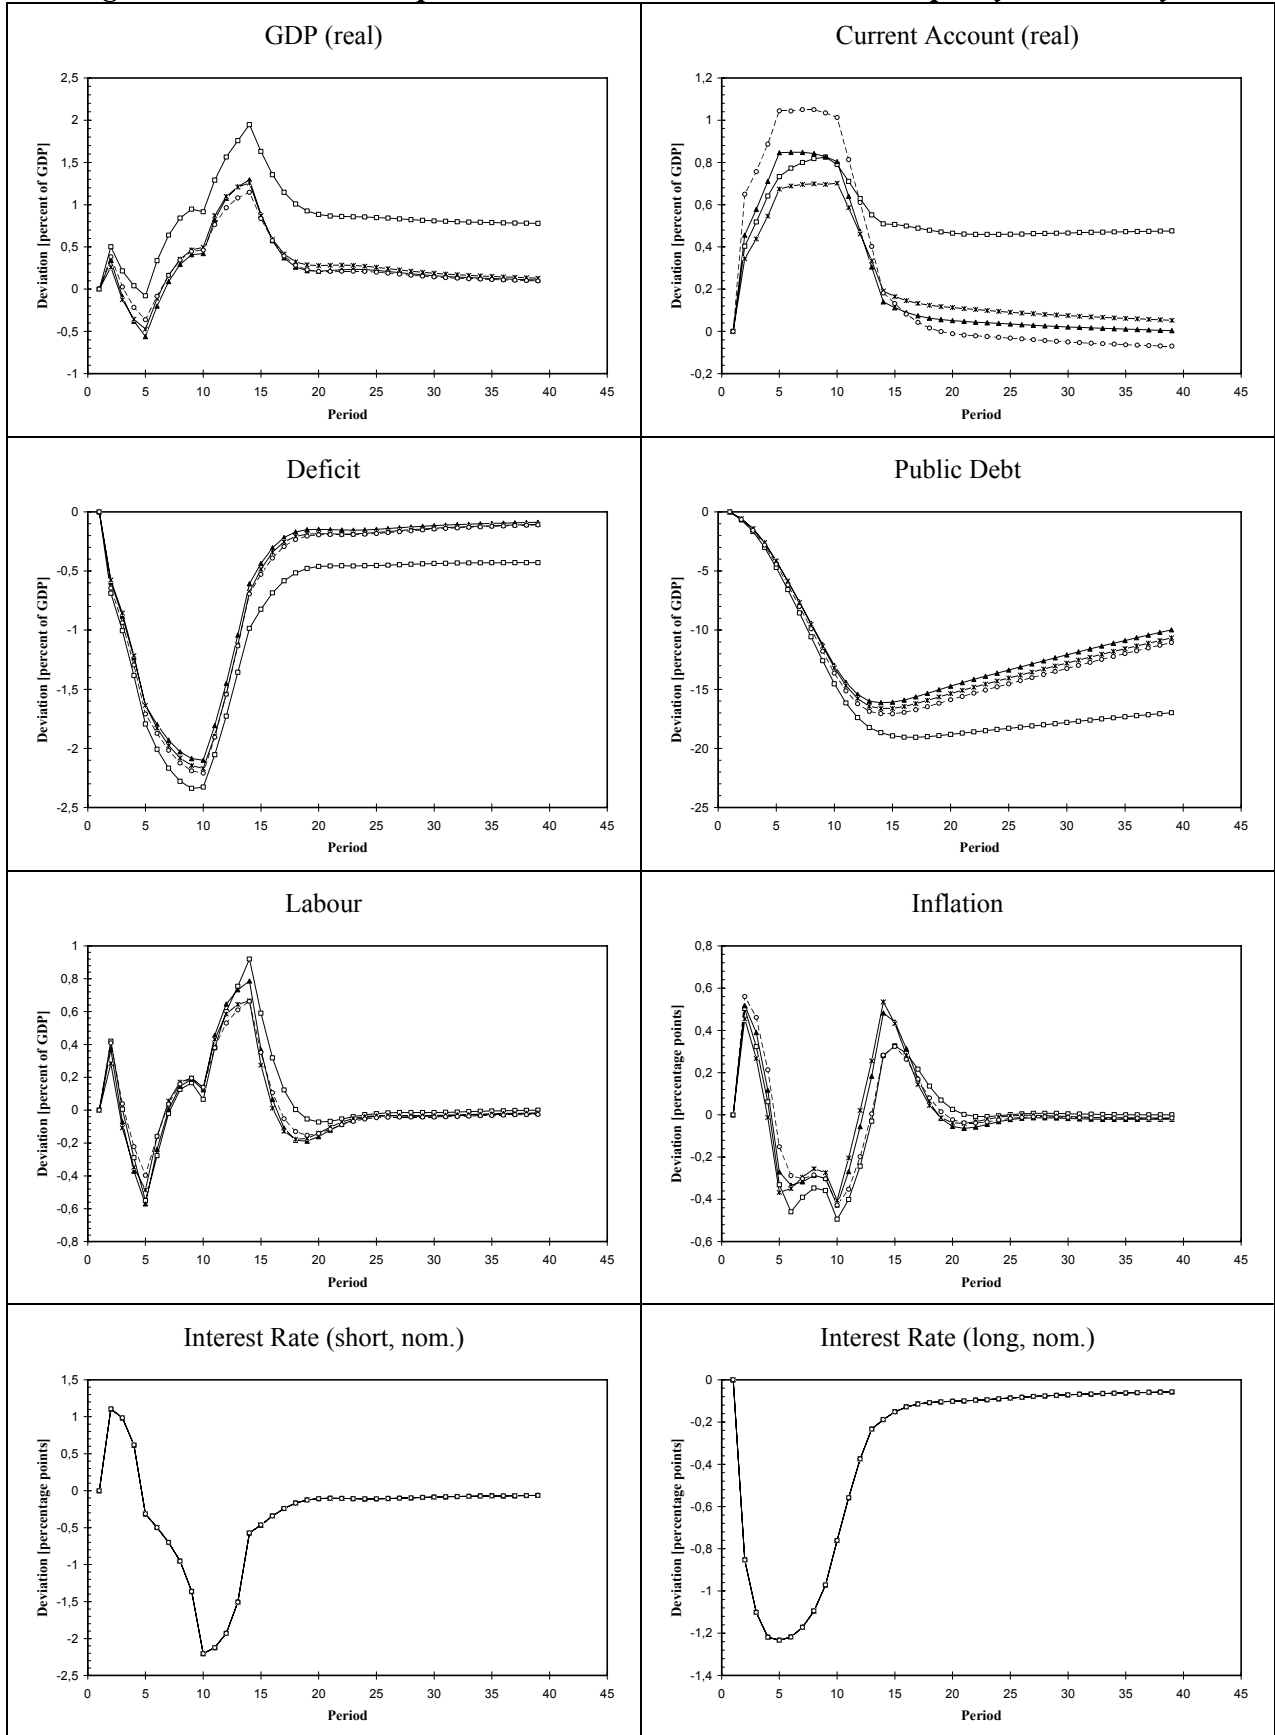 GDP (real)
Current Account (real)
2,5
2
1,5
1
0,5
0
-0,5
-1
Deviation [percent of GDP]
0 5 10 15 20 25 30 35 40 45
Period
1,2
1
0,8
0,6
0,4
0,2
0
-0,2
Deviation [percent of GDP]
0 5 10 15 20 25 30 35 40 45
Period
Deficit
Public Debt
0
-0,5
-1
-1,5
-2
-2,5
Deviation [percent of GDP]
0 5 10 15 20 25 30 35 40 45
Period
0
-5
-10
-15
-20
-25
Deviation [percent of GDP]
0 5 10 15 20 25 30 35 40 45
Period
Labour
Inflation
1
0,8
0,6
0,4
0,2
0
-0,2
-0,4
-0,6
-0,8
Deviation [percent of GDP]
0 5 10 15 20 25 30 35 40 45
Period
0,8
0,6
0,4
0,2
0
-0,2
-0,4
-0,6
Deviation [percentage points]
0 5 10 15 20 25 30 35 40 45
Period
Interest Rate (short, nom.)
Interest Rate (long, nom.)
1,5
1
0,5
0
-0,5
-1
-1,5
-2
-2,5
Deviation [percentage points]
0 5 10 15 20 25 30 35 40 45
Period
0
-0,2
-0,4
-0,6
-0,8
-1
-1,2
-1,4
Deviation [percentage points]
0 5 10 15 20 25 30 35 40 45
Period